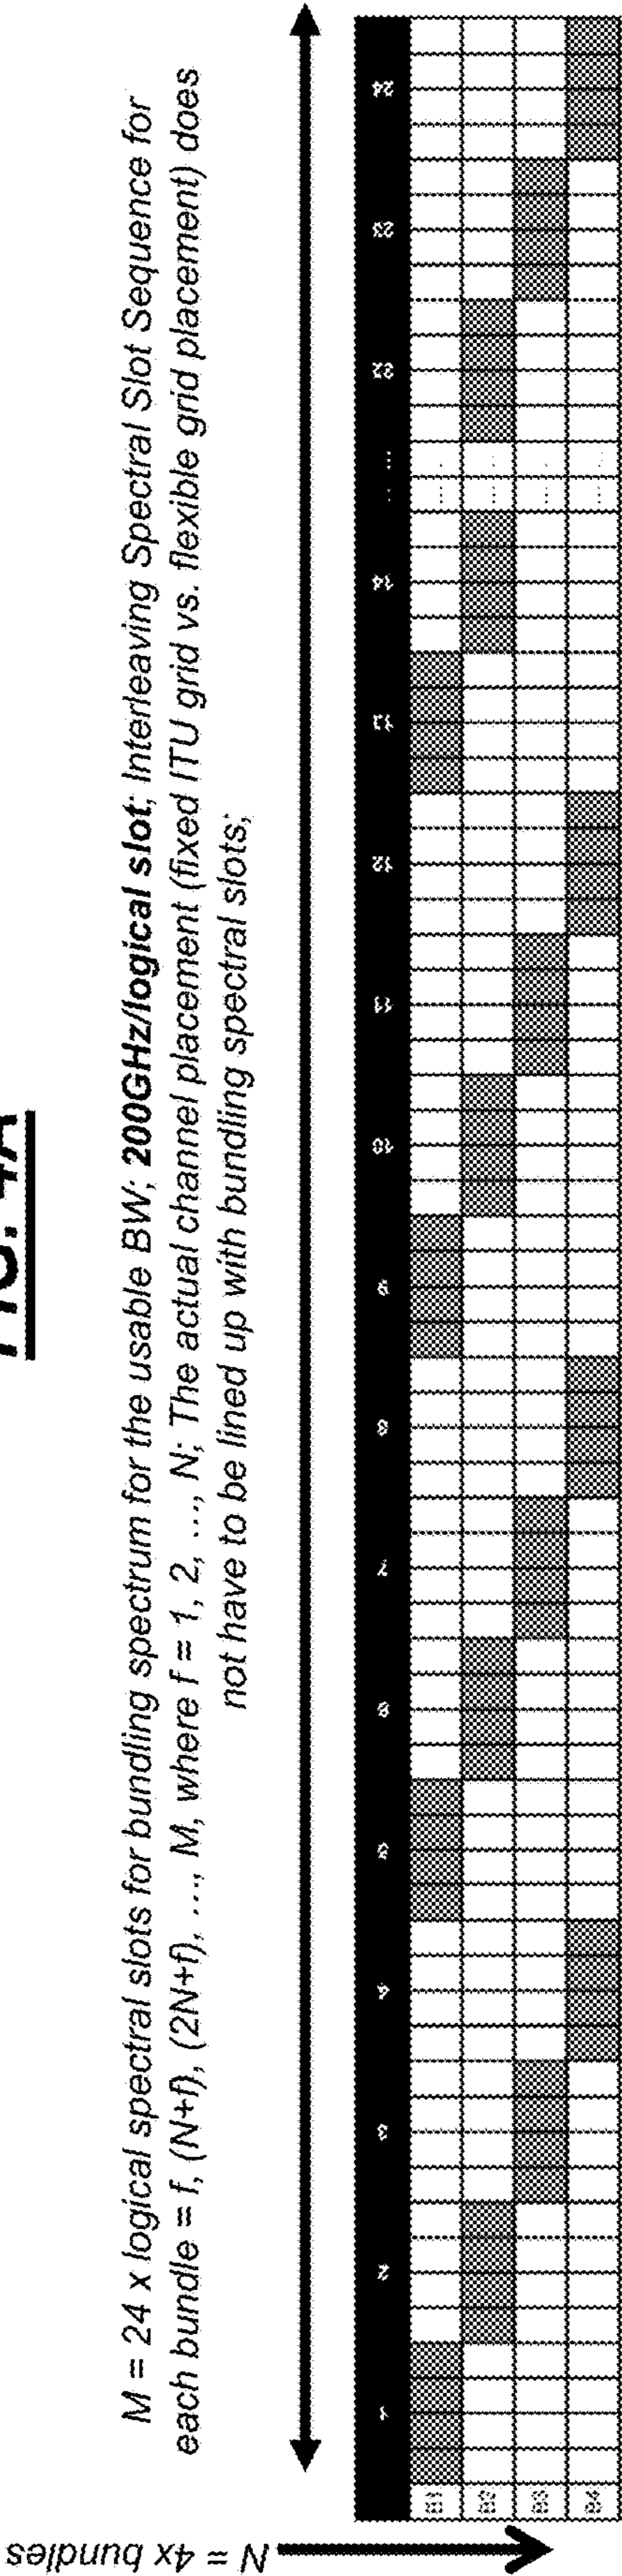 FIG. 4A
M = 24 x logical spectral slots for bundling spectrum for the usable BW; 200GHz/logical slot; Interleaving Spectral Slot Sequence for
each bundle = f, (N+f), (2N+f), …, M, where f = 1, 2, …, N; The actual channel placement (fixed ITU grid vs. flexible grid placement) does
not have to be lined up with bundling spectral slots;
N = 4x bundles
1 2 3 4 5 6 7 8 9 10 11 12 13 14 ... ... 22 23 24
B1 ... ...
B2 ... ...
B3 ... ...
B4 ... ...